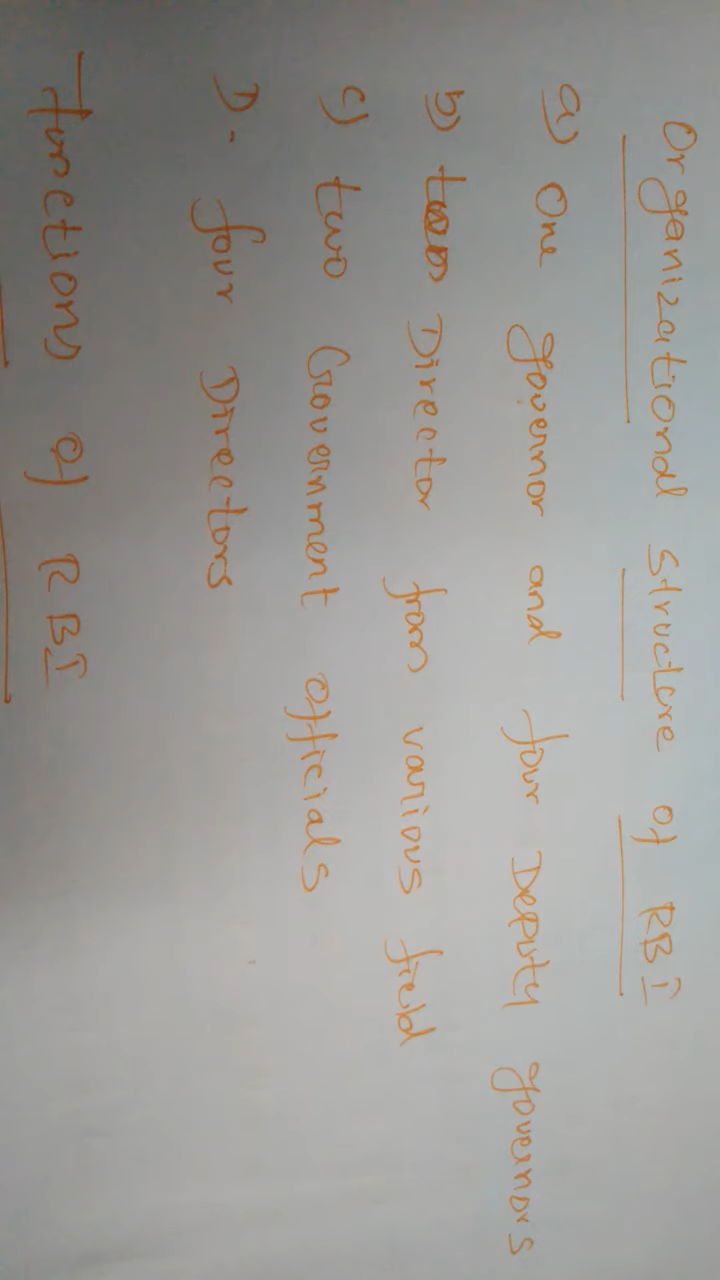 Organizational Structure of RBI
a) One governor and four Deputy governors
b) Director from various field
c) two Government officials
D. four Directors
Functions of RBI